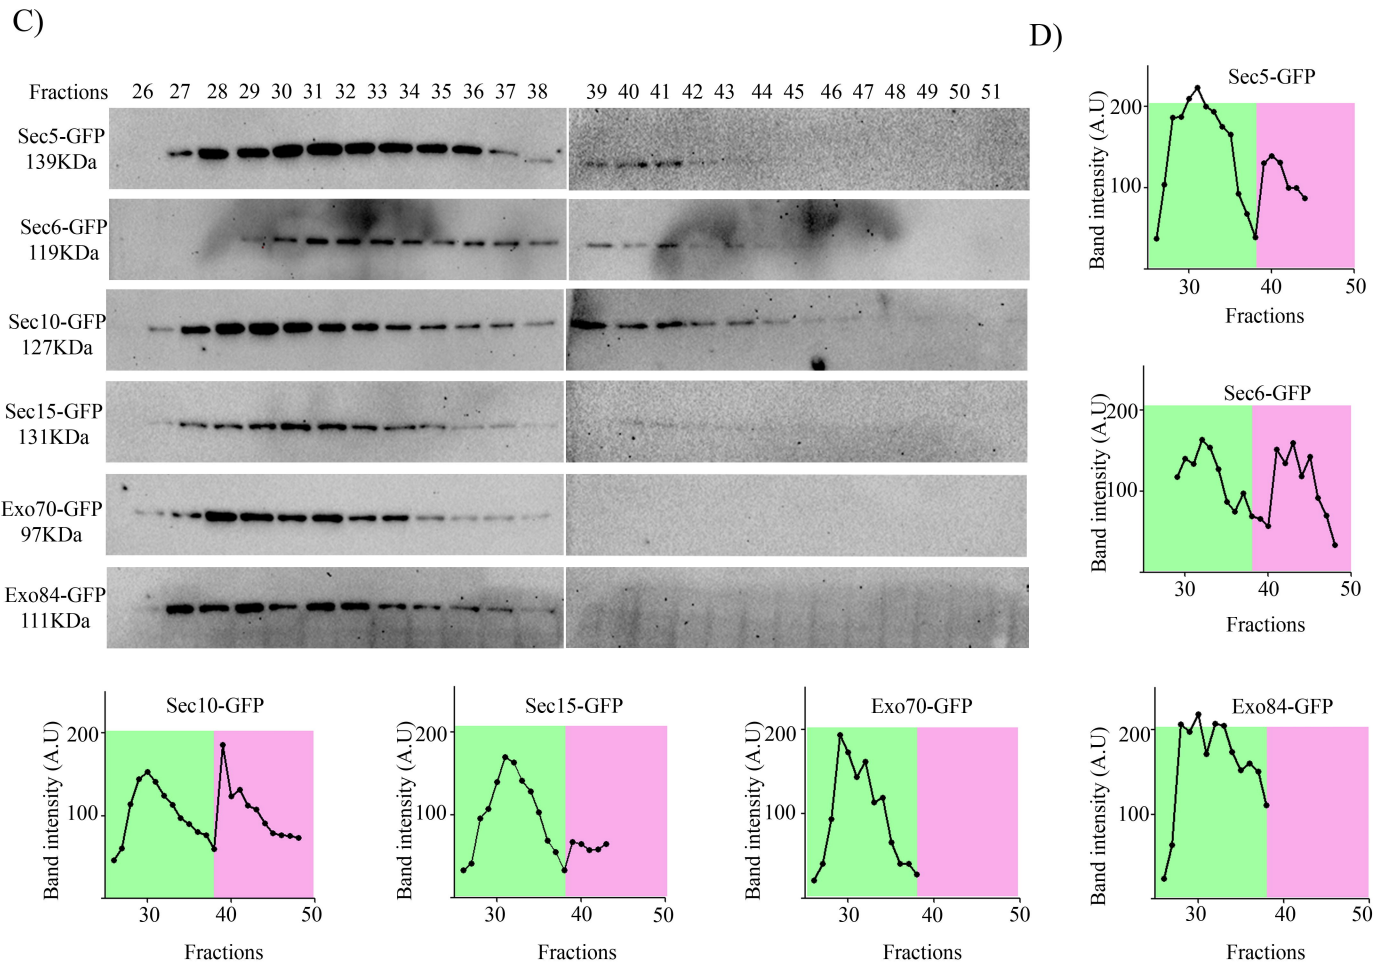 C)
D)
Fractions 26 27 28 29 30 31 32 33 34 35 36 37 38 39 40 41 42 43 44 45 46 47 48 49 50 51
Sec5-GFP
139KDa
Sec6-GFP
119KDa
Sec10-GFP
127KDa
Sec15-GFP
131KDa
Exo70-GFP
97KDa
Exo84-GFP
111KDa
Sec5-GFP
Band intensity (A.U)
200
100
30 40 50
Fractions
Sec6-GFP
Band intensity (A.U)
200
100
30 40 50
Fractions
Sec10-GFP
Band intensity (A.U)
200
100
30 40 50
Fractions
Sec15-GFP
Band intensity (A.U)
200
100
30 40 50
Fractions
Exo70-GFP
Band intensity (A.U)
200
100
30 40 50
Fractions
Exo84-GFP
Band intensity (A.U)
200
100
30 40 50
Fractions